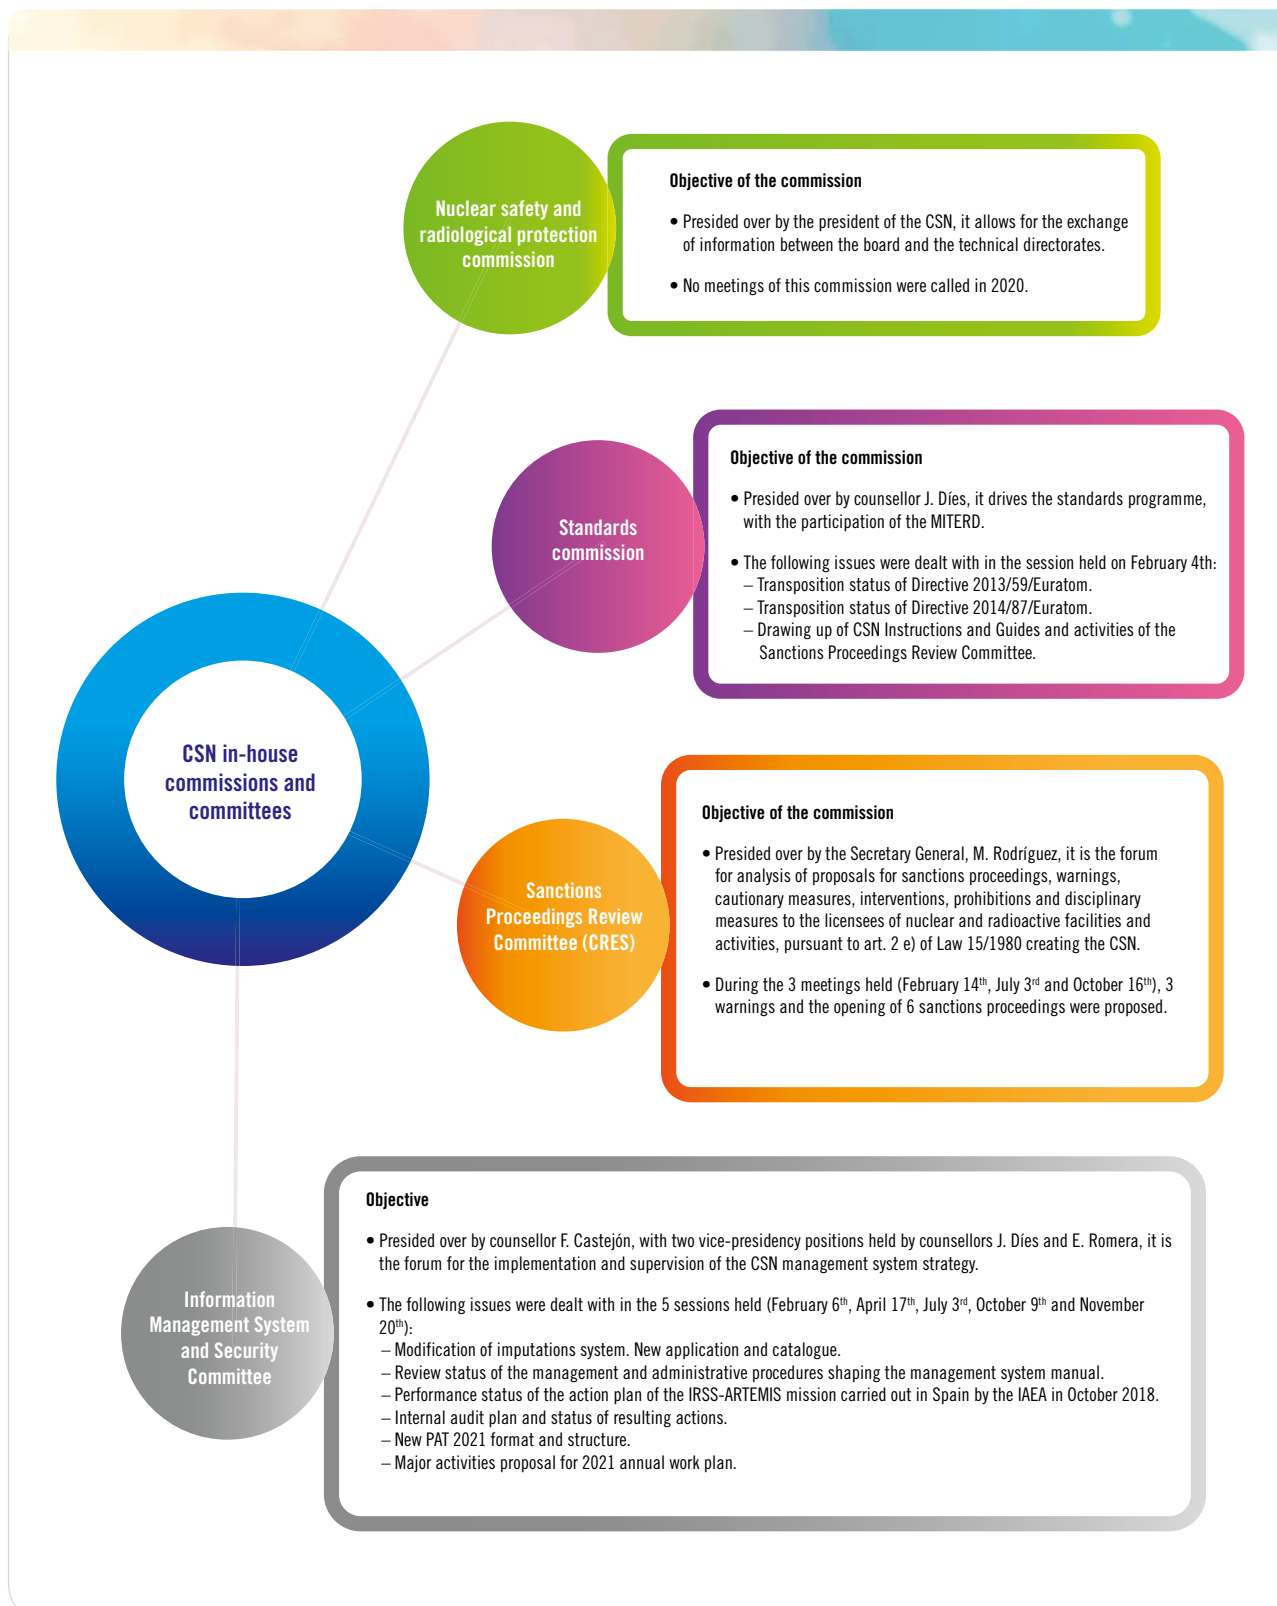 Nuclear safety and
radiological protection
commission
Objective of the commission
• Presided over by the president of the CSN, it allows for the exchange
of information between the board and the technical directorates.
• No meetings of this commission were called in 2020.
Standards
commission
Objective of the commission
• Presided over by counsellor J. Díes, it drives the standards programme,
with the participation of the MITERD.
• The following issues were dealt with in the session held on February 4th:
– Transposition status of Directive 2013/59/Euratom.
– Transposition status of Directive 2014/87/Euratom.
– Drawing up of CSN Instructions and Guides and activities of the
Sanctions Proceedings Review Committee.
CSN in-house
commissions and
committees
Sanctions
Proceedings Review
Committee (CRES)
Objective of the commission
• Presided over by the Secretary General, M. Rodríguez, it is the forum
for analysis of proposals for sanctions proceedings, warnings,
cautionary measures, interventions, prohibitions and disciplinary
measures to the licensees of nuclear and radioactive facilities and
activities, pursuant to art. 2 e) of Law 15/1980 creating the CSN.
• During the 3 meetings held (February 14th, July 3rd and October 16th), 3
warnings and the opening of 6 sanctions proceedings were proposed.
Information
Management System
and Security
Committee
Objective
• Presided over by counsellor F. Castejón, with two vice-presidency positions held by counsellors J. Díes and E. Romera, it is
the forum for the implementation and supervision of the CSN management system strategy.
• The following issues were dealt with in the 5 sessions held (February 6th, April 17th, July 3rd, October 9th and November
20th):
– Modification of imputations system. New application and catalogue.
– Review status of the management and administrative procedures shaping the management system manual.
– Performance status of the action plan of the IRSS-ARTEMIS mission carried out in Spain by the IAEA in October 2018.
– Internal audit plan and status of resulting actions.
– New PAT 2021 format and structure.
– Major activities proposal for 2021 annual work plan.